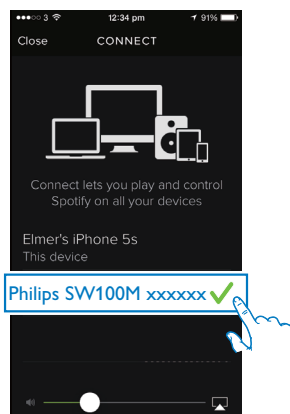 3 12:34 pm 91%
Close CONNECT
Connect lets you play and control
Spotify on all your devices
Elmer's iPhone 5s
This device
Philips SW100M xxxxxx